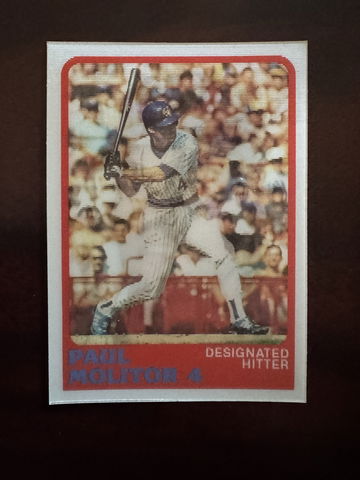 PAUL
MOLITOR 4
DESIGNATED
HITTER